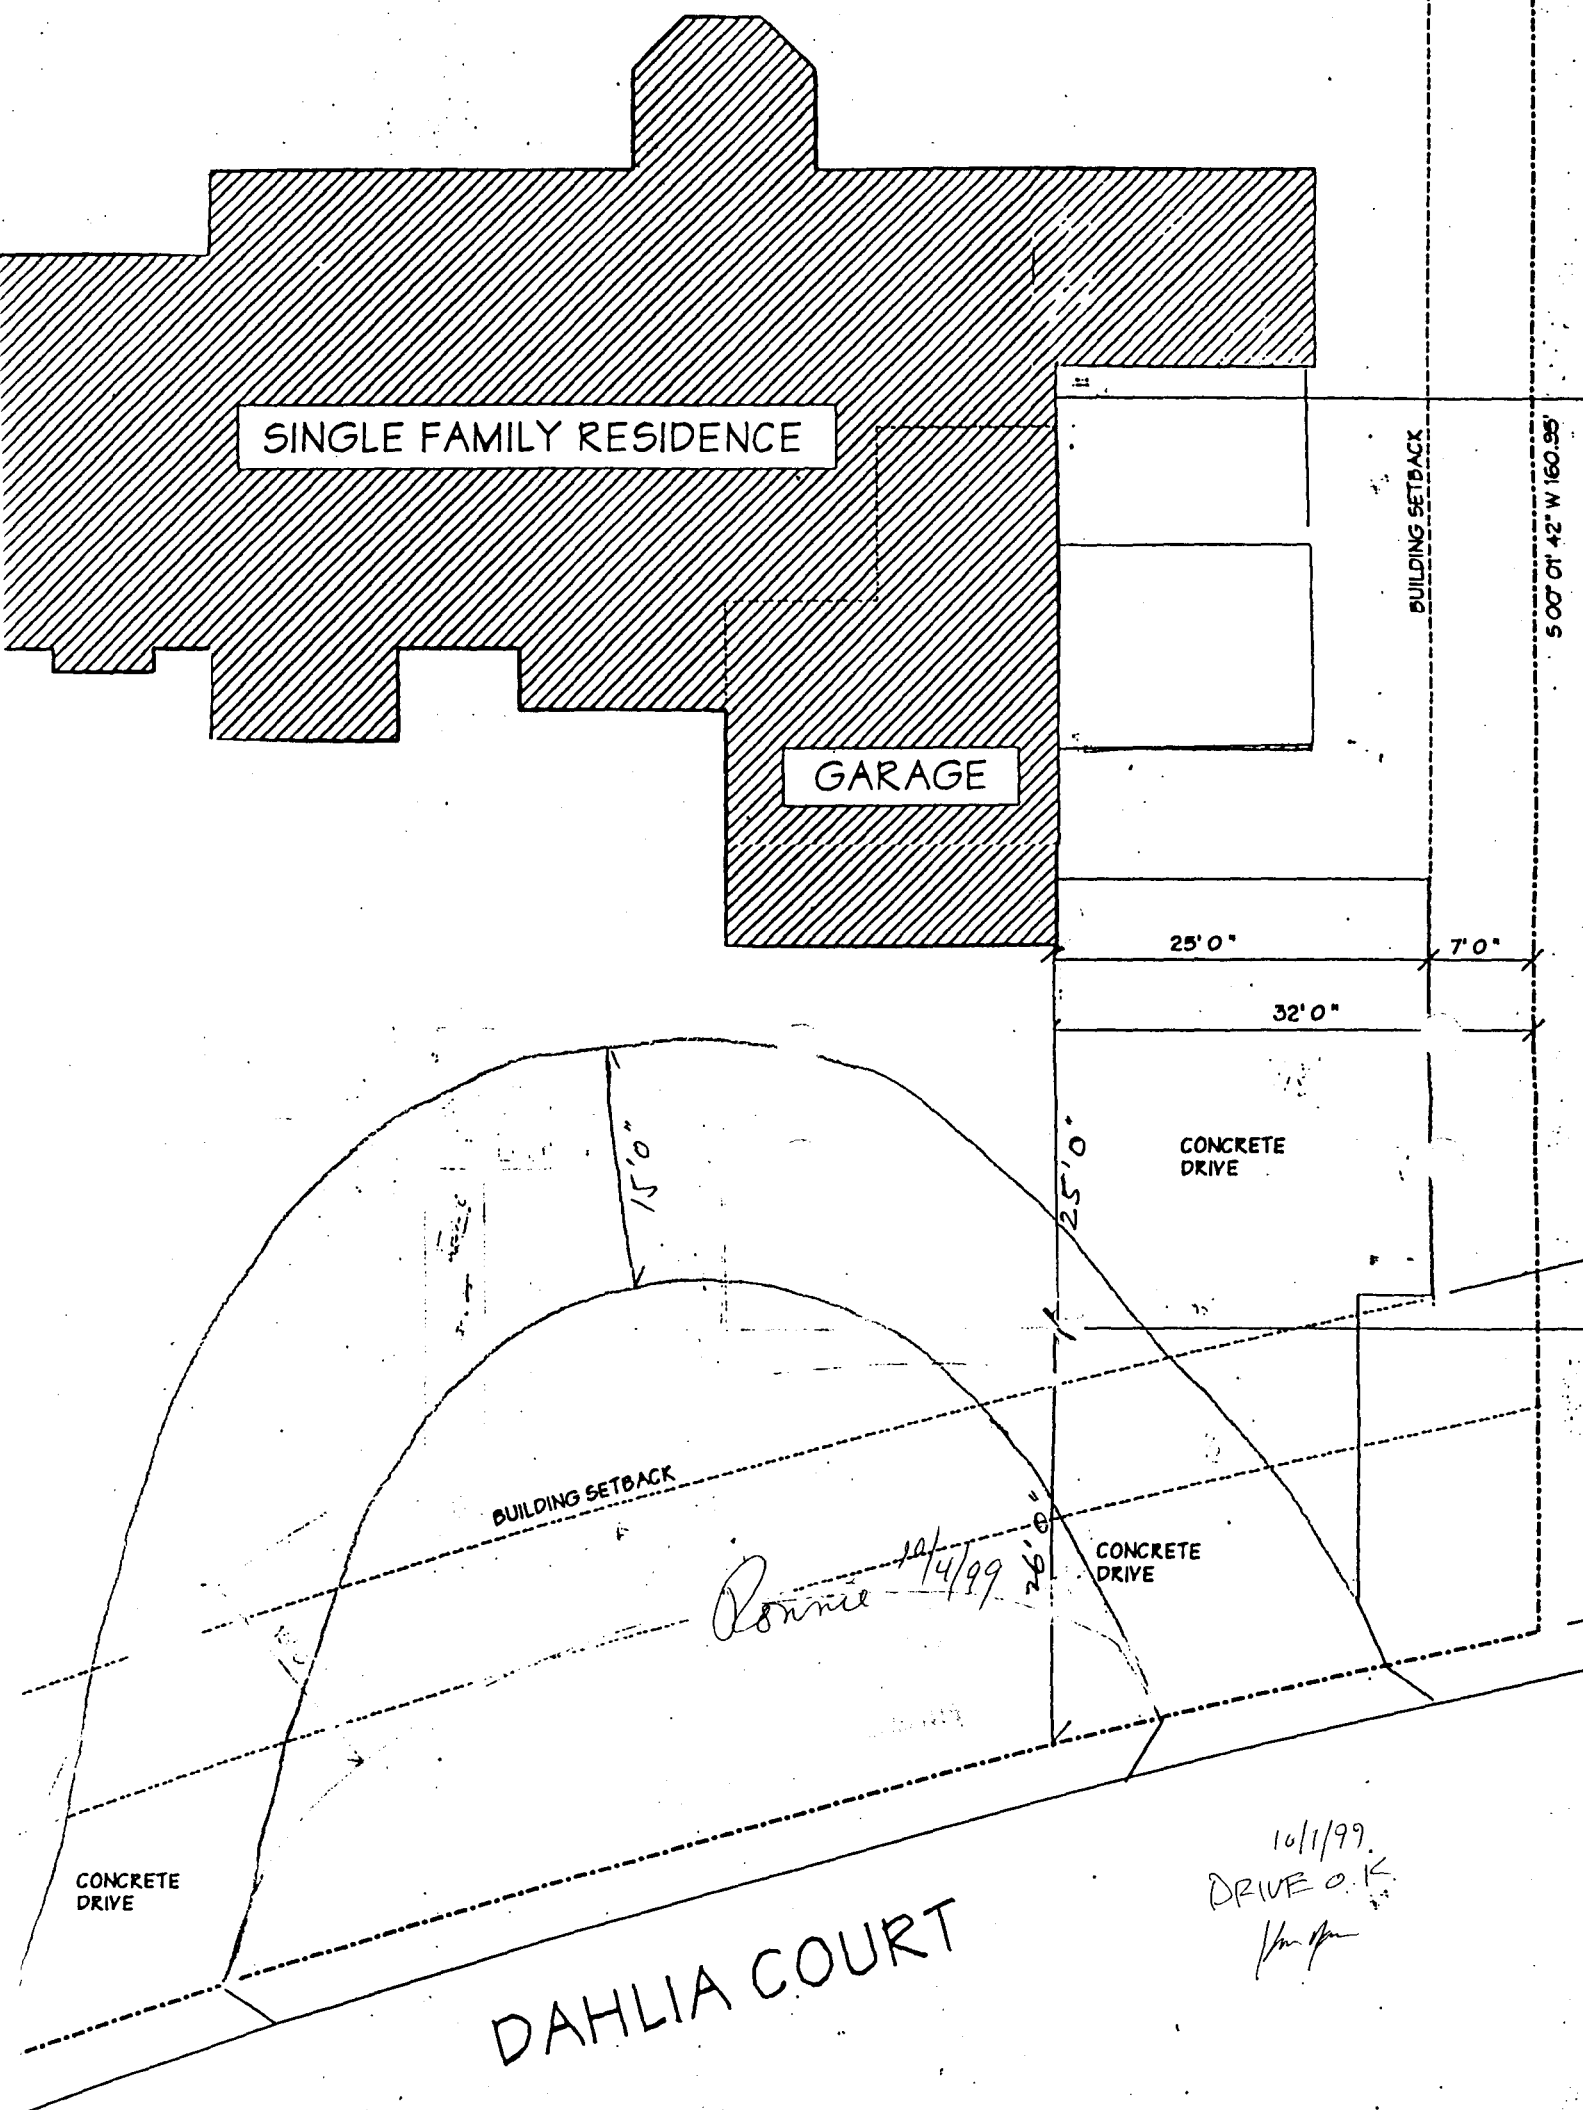 SINGLE FAMILY RESIDENCE
BUILDING SETBACK
S 00° 01' 42" W 160.95'
GARAGE
25' 0"
7' 0"
32' 0"
15' 0"
25' 0"
CONCRETE
DRIVE
BUILDING SETBACK
26' 0"
CONCRETE
DRIVE
Ronnie 10/4/99
CONCRETE
DRIVE
10/1/99
DRIVE O.K.
DAHLIA COURT